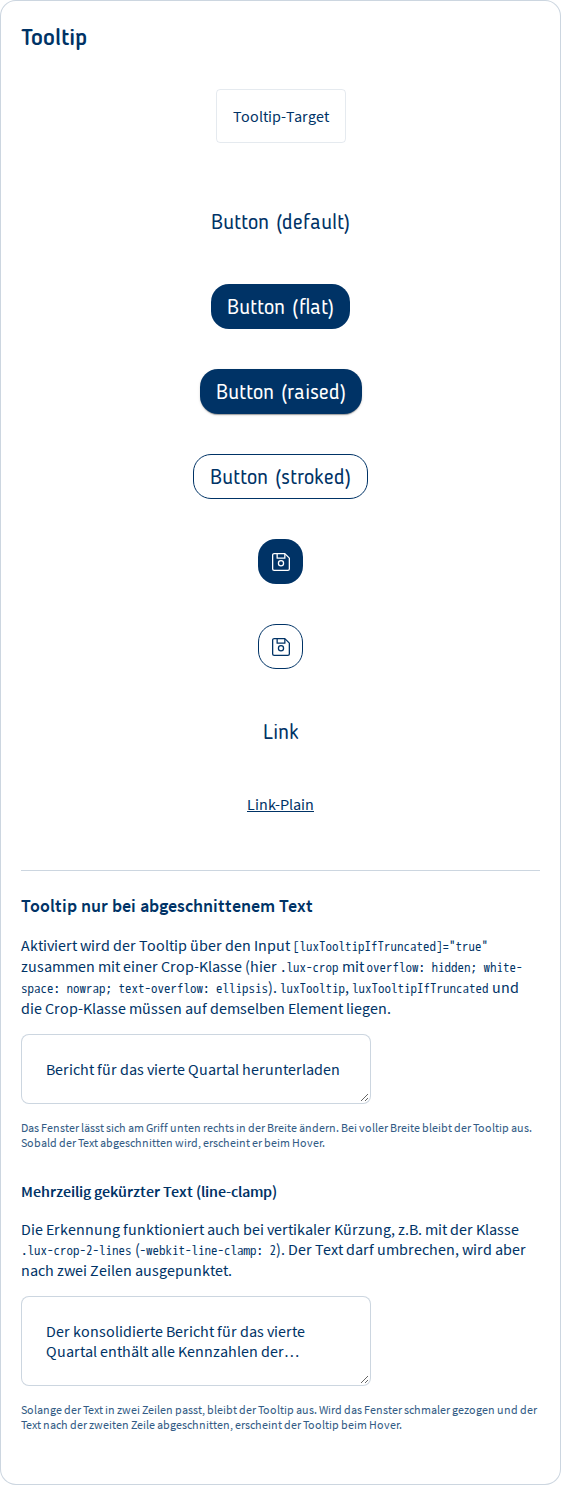 Tooltip
Tooltip-Target
Button (default)
Button (flat)
Button (raised)
Button (stroked)
Link
Link-Plain
Tooltip nur bei abgeschnittenem Text
Aktiviert wird der Tooltip über den Input [luxTooltipIfTruncated]="true"
zusammen mit einer Crop-Klasse (hier .lux-crop mit overflow: hidden; white-
space: nowrap; text-overflow: ellipsis). luxTooltip, luxTooltipIfTruncated und
die Crop-Klasse müssen auf demselben Element liegen.
Bericht für das vierte Quartal herunterladen
Das Fenster lässt sich am Griff unten rechts in der Breite ändern. Bei voller Breite bleibt der Tooltip aus.
Sobald der Text abgeschnitten wird, erscheint er beim Hover.
Mehrzeilig gekürzter Text (line-clamp)
Die Erkennung funktioniert auch bei vertikaler Kürzung, z.B. mit der Klasse
.lux-crop-2-lines (-webkit-line-clamp: 2). Der Text darf umbrechen, wird aber
nach zwei Zeilen ausgepunktet.
Der konsolidierte Bericht für das vierte
Quartal enthält alle Kennzahlen der…
Solange der Text in zwei Zeilen passt, bleibt der Tooltip aus. Wird das Fenster schmaler gezogen und der
Text nach der zweiten Zeile abgeschnitten, erscheint der Tooltip beim Hover.